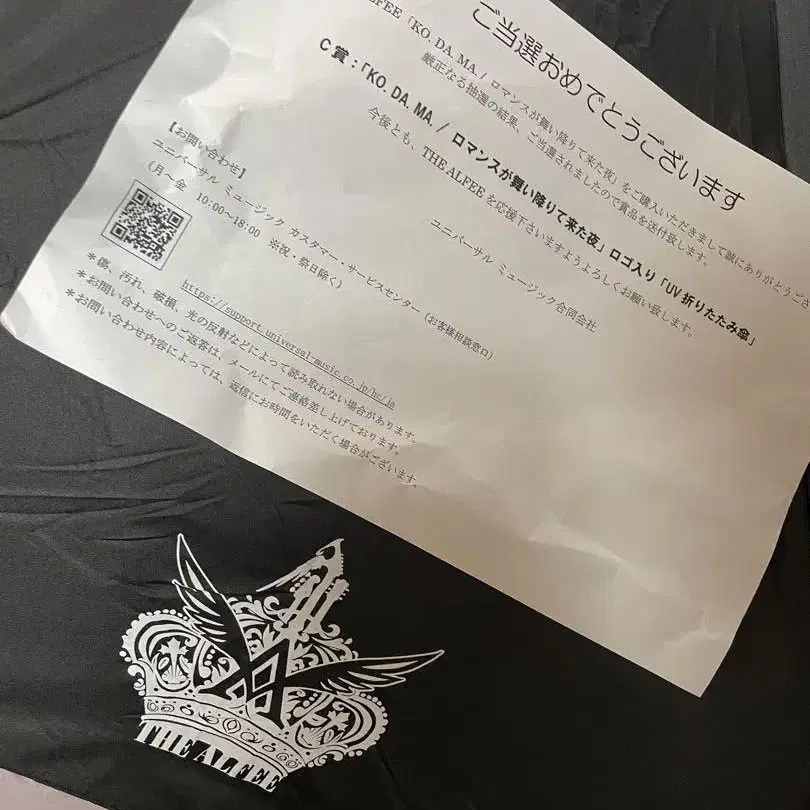 ご当選おめでとうございます
ALFEE「KO. DA. MA. / ロマンスが舞い降りて来た夜」をご購入いただきまして誠にありがとうござ
厳正なる抽選の結果、ご当選されましたので賞品を送付致します。
C賞:「KO. DA. MA. / ロマンスが舞い降りて来た夜」ロゴ入り「UV折りたたみ傘」
今後とも、THE ALFEEを応援下さいますようよろしくお願い致します。
ユニバーサル ミュージック合同会社
【お問い合わせ】
ユニバーサル ミュージック カスタマー・サービスセンター(お客様相談窓口)
(月~金 10:00~18:00 ※祝・祭日除く)
https://support.universal-music.co.jp/hc/ja
*傷、汚れ、破損、光の反射などによって読み取れない場合があります。
*お問い合わせへのご返答は、メールにてご連絡差し上げております。
*お問い合わせ内容によっては、返信にお時間をいただく場合がございます。
THE ALFEE